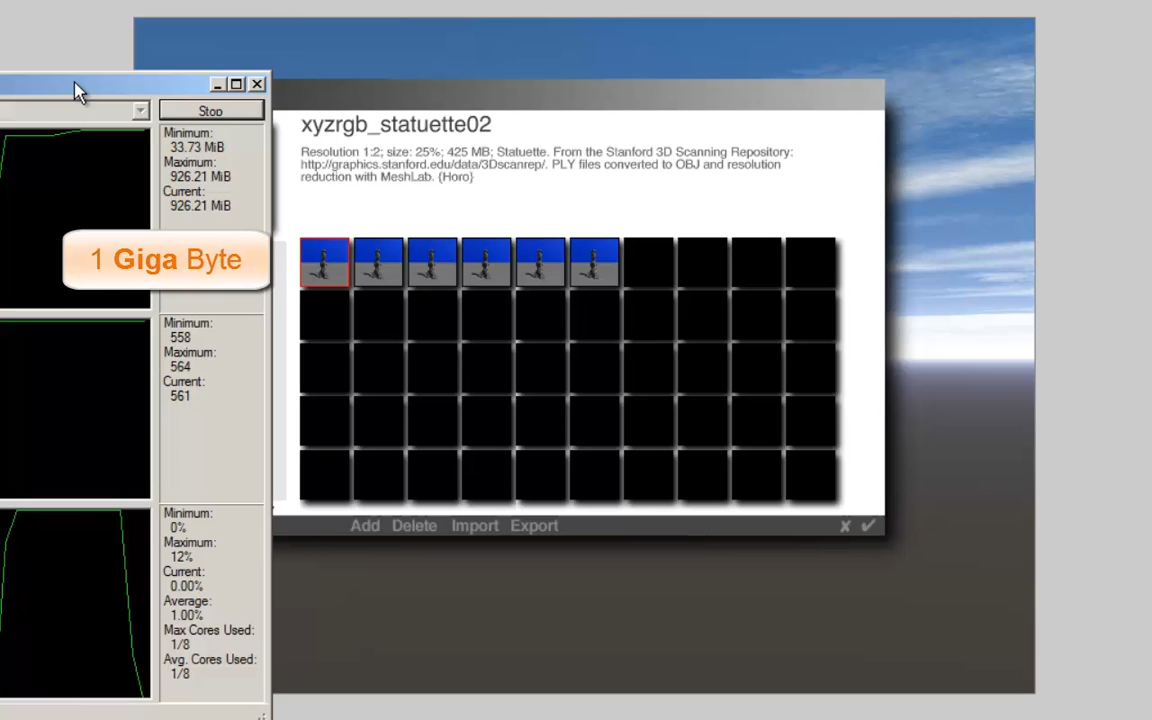 Stop
Minimum:
33.73 MiB
Maximum:
926.21 MiB
Current:
926.21 MiB
1 Giga Byte
Minimum:
558
Maximum:
564
Current:
561
Minimum:
0%
Maximum:
12%
Current:
0.00%
Average:
1.00%
Max Cores Used:
1/8
Avg. Cores Used:
1/8
xyzrgb_statuette02
Resolution 1:2; size: 25%; 425 MB; Statuette. From the Stanford 3D Scanning Repository:
http://graphics.stanford.edu/data/3Dscanrep/. PLY files converted to OBJ and resolution
reduction with MeshLab. {Horo}
Add Delete Import Export